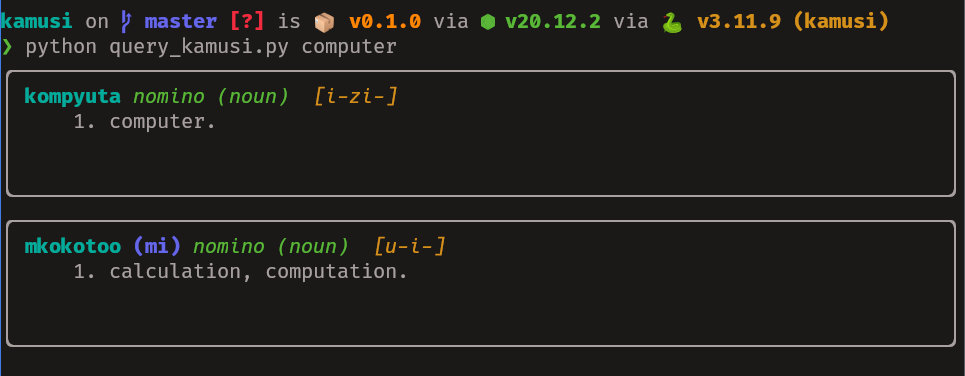 kamusi on master [?] is 📦 v0.1.0 via ⬢ v20.12.2 via 🐍 v3.11.9 (kamusi)
❯ python query_kamusi.py computer
kompyuta nomino (noun) [i-zi-]
1. computer.
mkokotoo (mi) nomino (noun) [u-i-]
1. calculation, computation.